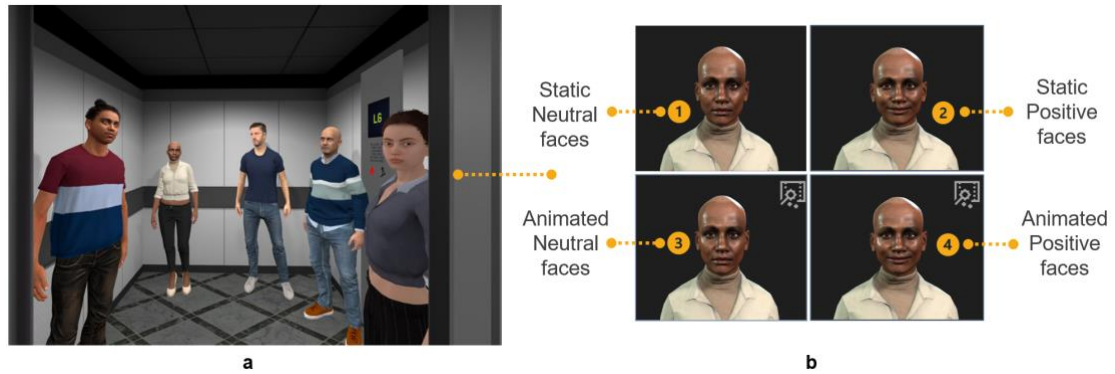 L6
Static
Neutral
faces
1
2
Static
Positive
faces
Animated
Neutral
faces
3
4
Animated
Positive
faces
a
b